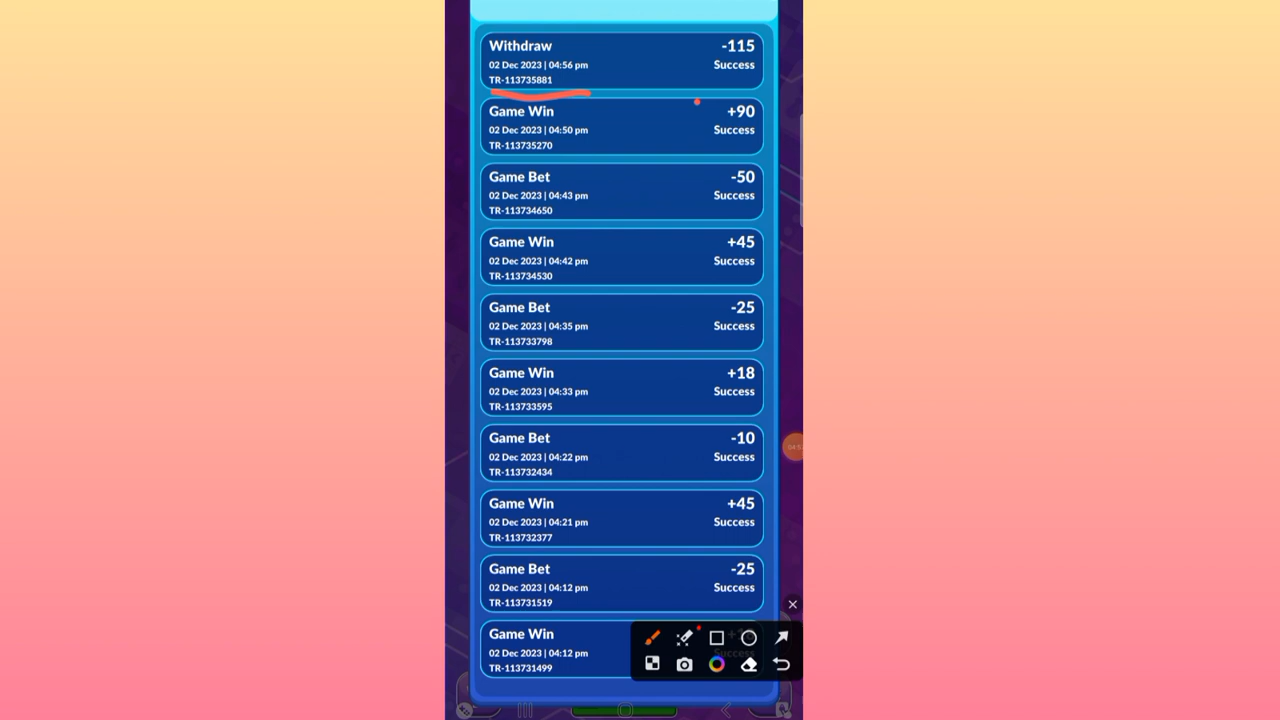 Withdraw
-115
02 Dec 2023 | 04:56 pm
Success
TR-113735881
Game Win
+90
02 Dec 2023 | 04:50 pm
Success
TR-113735270
Game Bet
-50
02 Dec 2023 | 04:43 pm
Success
TR-113734650
Game Win
+45
02 Dec 2023 | 04:42 pm
Success
TR-113734530
Game Bet
-25
02 Dec 2023 | 04:35 pm
Success
TR-113733798
Game Win
+18
02 Dec 2023 | 04:33 pm
Success
TR-113733595
Game Bet
-10
02 Dec 2023 | 04:22 pm
Success
TR-113732434
Game Win
+45
02 Dec 2023 | 04:21 pm
Success
TR-113732377
Game Bet
-25
02 Dec 2023 | 04:12 pm
Success
TR-113731519
Game Win
02 Dec 2023 | 04:12 pm
Success
TR-113731499